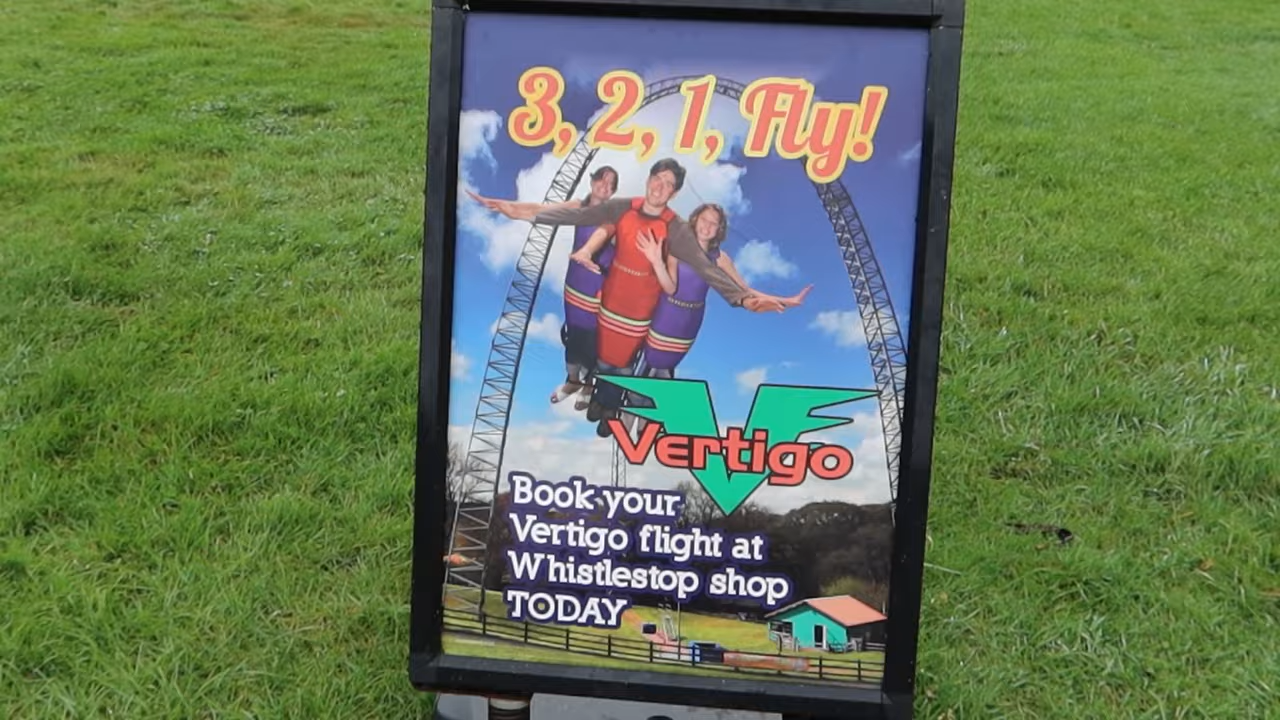 3, 2, 1, Fly!
Vertigo
Book your
Vertigo flight at
Whistlestop shop
TODAY